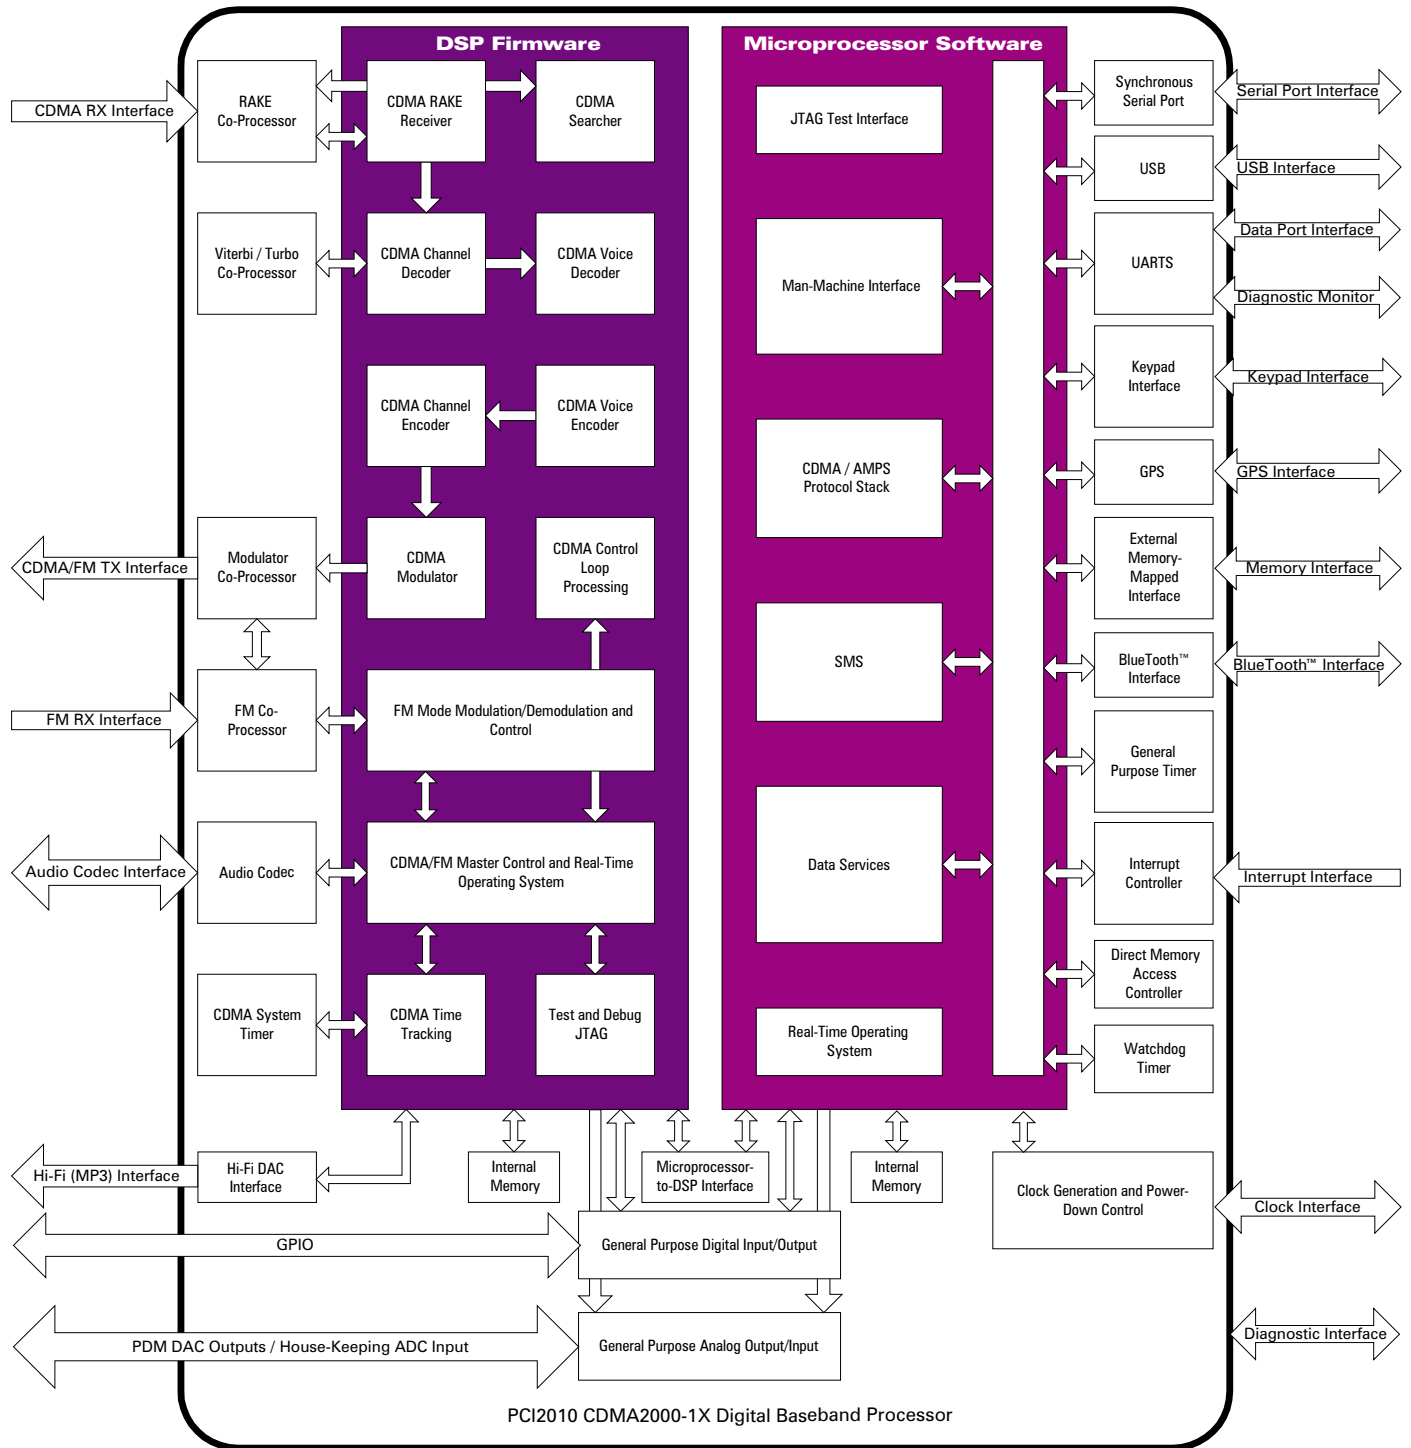 DSP Firmware
Microprocessor Software
CDMA RX Interface
RAKE
Co-Processor
CDMA RAKE
Receiver
CDMA
Searcher
JTAG Test Interface
Synchronous
Serial Port
Serial Port Interface
USB
USB Interface
Viterbi / Turbo
Co-Processor
CDMA Channel
Decoder
CDMA Voice
Decoder
Man-Machine Interface
UARTS
Data Port Interface
Diagnostic Monitor
CDMA Channel
Encoder
CDMA Voice
Encoder
Keypad
Interface
Keypad Interface
CDMA / AMPS
Protocol Stack
GPS
GPS Interface
CDMA/FM TX Interface
Modulator
Co-Processor
CDMA
Modulator
CDMA Control
Loop
Processing
External
Memory-
Mapped
Interface
Memory Interface
SMS
BlueTooth™
Interface
BlueTooth™ Interface
FM RX Interface
FM Co-
Processor
FM Mode Modulation/Demodulation and
Control
General
Purpose Timer
Audio Codec Interface
Audio Codec
CDMA/FM Master Control and Real-Time
Operating System
Data Services
Interrupt
Controller
Interrupt Interface
Direct Memory
Access
Controller
CDMA System
Timer
CDMA Time
Tracking
Test and Debug
JTAG
Real-Time Operating
System
Watchdog
Timer
Hi-Fi (MP3) Interface
Hi-Fi DAC
Interface
Internal
Memory
Microprocessor-
to-DSP Interface
Internal
Memory
Clock Generation and Power-
Down Control
Clock Interface
GPIO
General Purpose Digital Input/Output
PDM DAC Outputs / House-Keeping ADC Input
General Purpose Analog Output/Input
Diagnostic Interface
PCI2010 CDMA2000-1X Digital Baseband Processor